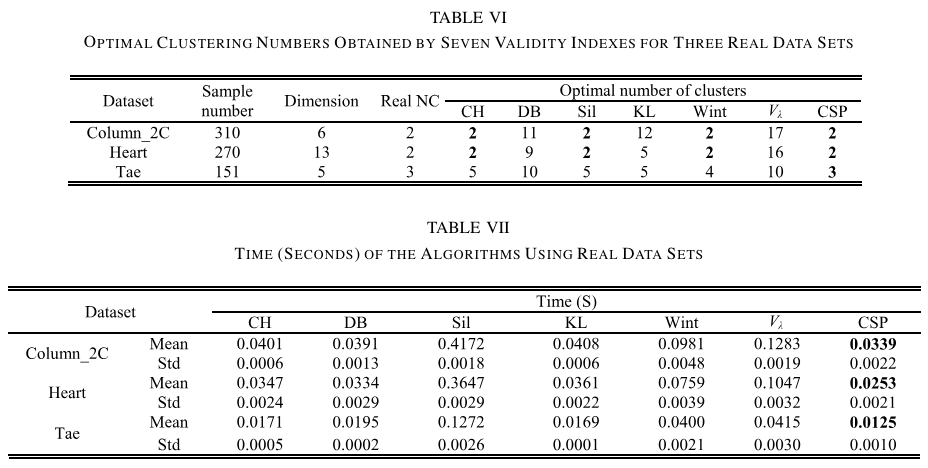 TABLE VI
OPTIMAL CLUSTERING NUMBERS OBTAINED BY SEVEN VALIDITY INDEXES FOR THREE REAL DATA SETS
Dataset Sample number Dimension Real NC Optimal number of clusters
CH DB Sil KL Wint Vλ CSP
Column_2C 310 6 2 2 11 2 12 2 17 2
Heart 270 13 2 2 9 2 5 2 16 2
Tae 151 5 3 5 10 5 5 4 10 3
TABLE VII
TIME (SECONDS) OF THE ALGORITHMS USING REAL DATA SETS
Dataset Time (S)
CH DB Sil KL Wint Vλ CSP
Column_2C Mean 0.0401 0.0391 0.4172 0.0408 0.0981 0.1283 0.0339
Std 0.0006 0.0013 0.0018 0.0006 0.0048 0.0019 0.0022
Heart Mean 0.0347 0.0334 0.3647 0.0361 0.0759 0.1047 0.0253
Std 0.0024 0.0029 0.0029 0.0022 0.0039 0.0032 0.0021
Tae Mean 0.0171 0.0195 0.1272 0.0169 0.0400 0.0415 0.0125
Std 0.0005 0.0002 0.0026 0.0001 0.0021 0.0030 0.0010